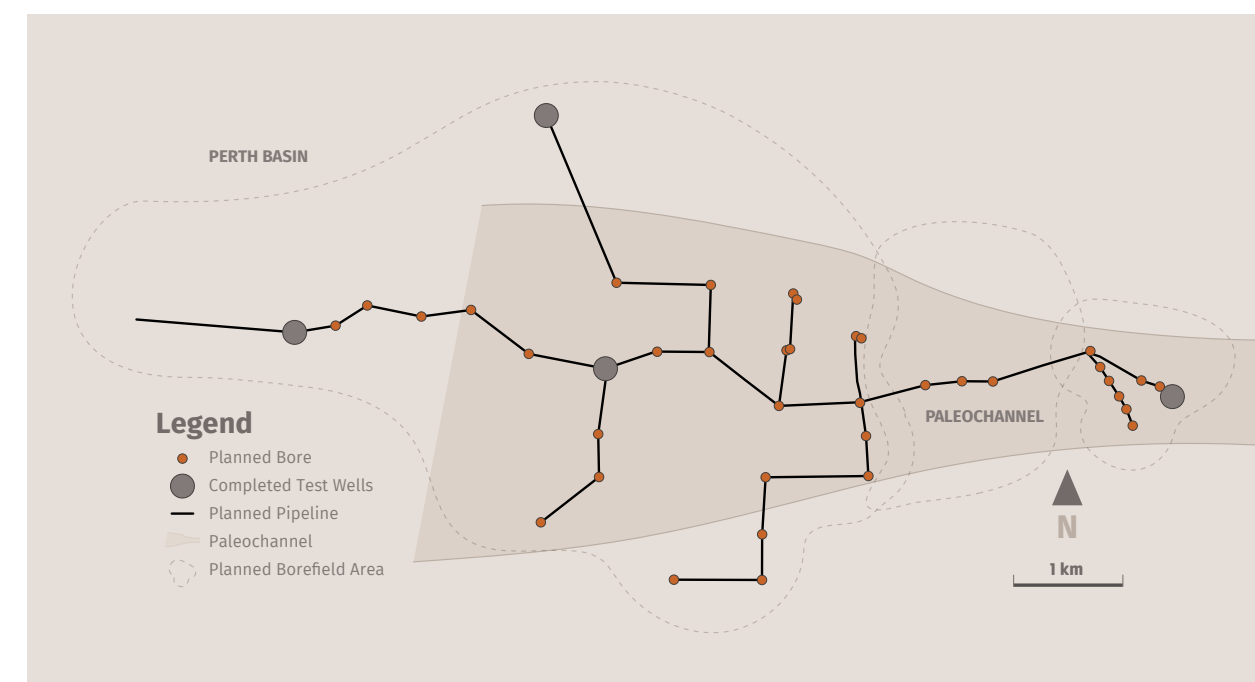 PERTH BASIN
PALEOCHANNEL
Legend
Planned Bore
Completed Test Wells
Planned Pipeline
Paleochannel
Planned Borefield Area
N
1 km